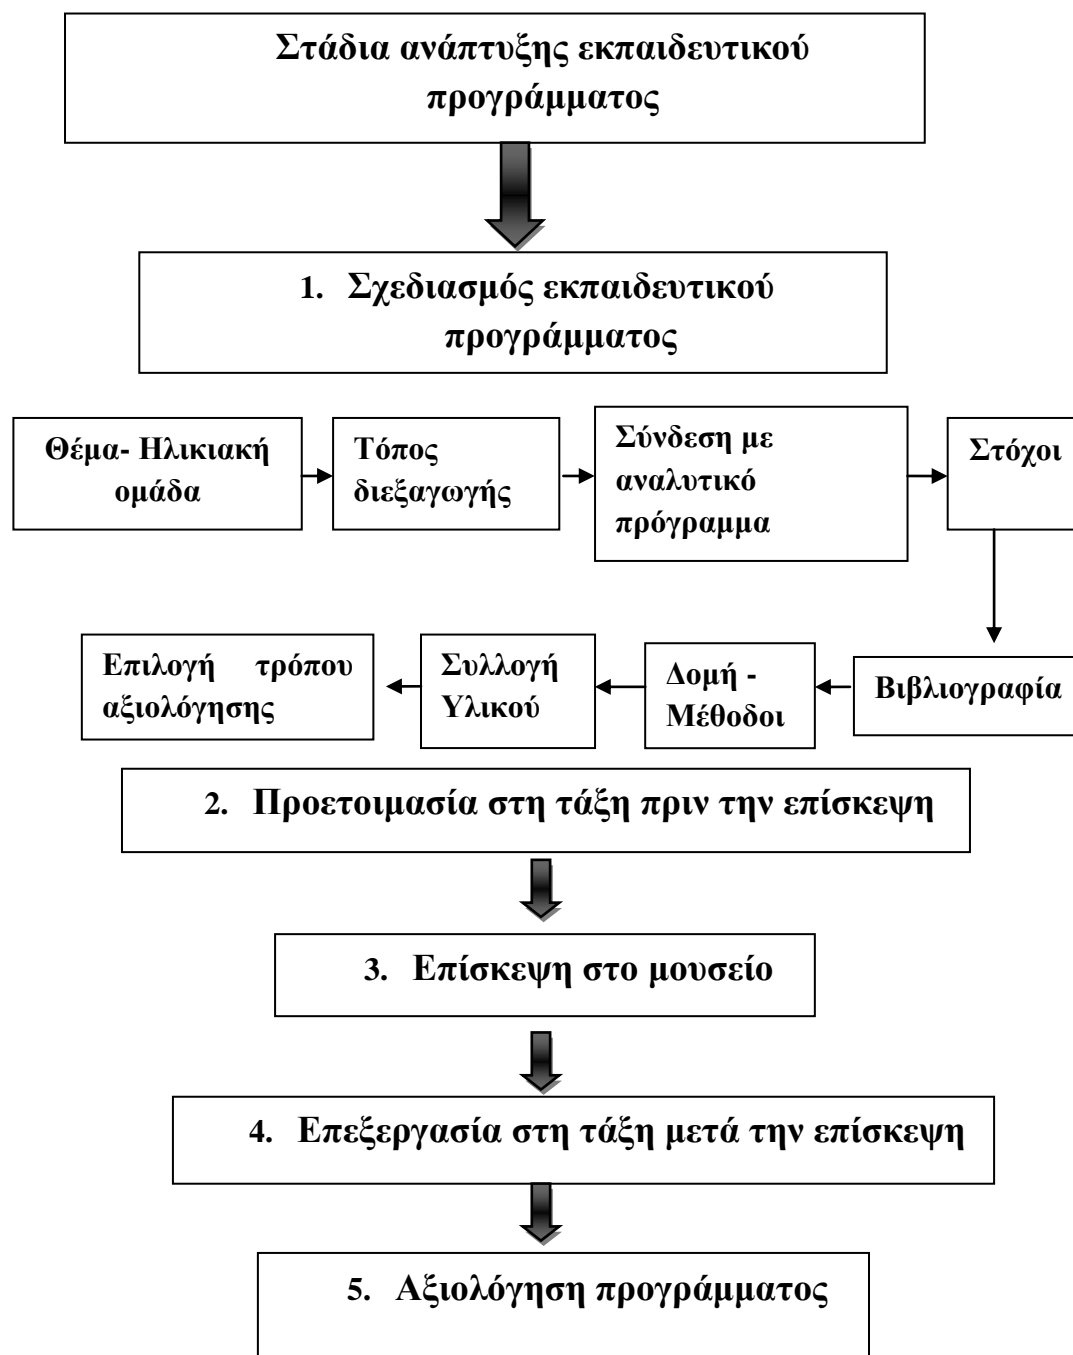 Στάδια ανάπτυξης εκπαιδευτικού
προγράμματος
1. Σχεδιασμός εκπαιδευτικού
προγράμματος
Θέμα- Ηλικιακή
ομάδα
Τόπος
διεξαγωγής
Σύνδεση με
αναλυτικό
πρόγραμμα
Στόχοι
Βιβλιογραφία
Δομή -
Μέθοδοι
Συλλογή
Υλικού
Επιλογή τρόπου
αξιολόγησης
2. Προετοιμασία στη τάξη πριν την επίσκεψη
3. Επίσκεψη στο μουσείο
4. Επεξεργασία στη τάξη μετά την επίσκεψη
5. Αξιολόγηση προγράμματος